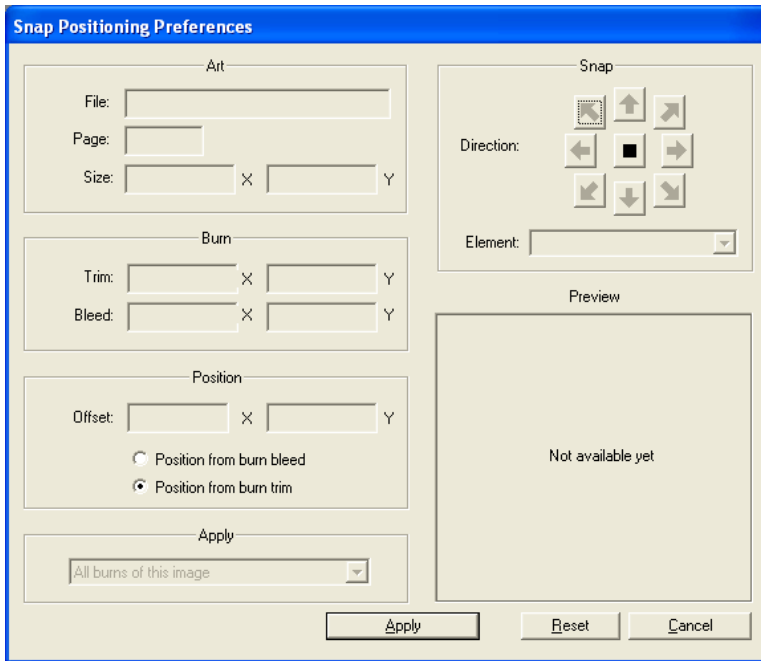 Snap Positioning Preferences
Art
File:
Page:
Size: X Y
Burn
Trim: X Y
Bleed: X Y
Position
Offset: X Y
Position from burn bleed
Position from burn trim
Apply
All burns of this image
Snap
Direction:
Element:
Preview
Not available yet
Apply Reset Cancel